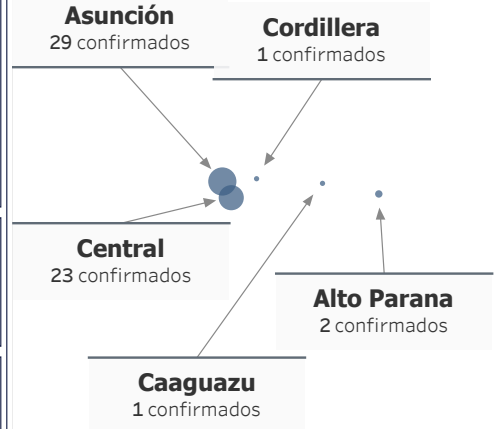 Asunción
29 confirmados
Cordillera
1 confirmados
Central
23 confirmados
Alto Parana
2 confirmados
Caaguazu
1 confirmados